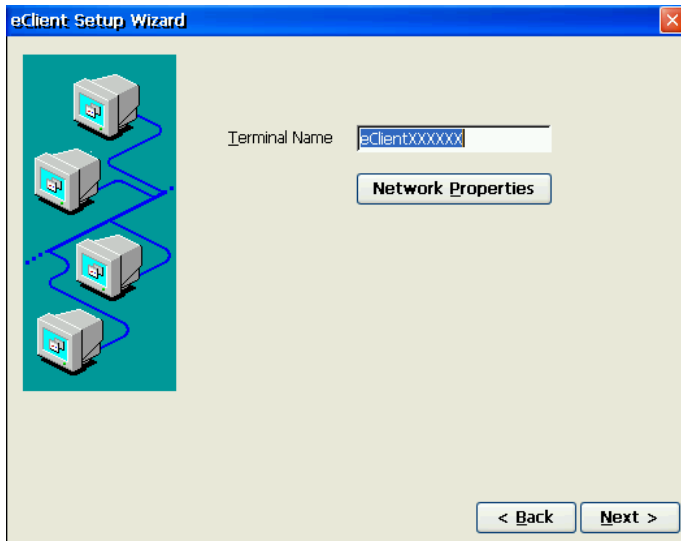 eClient Setup Wizard
Terminal Name eClientXXXXXX
Network Properties
< Back Next >